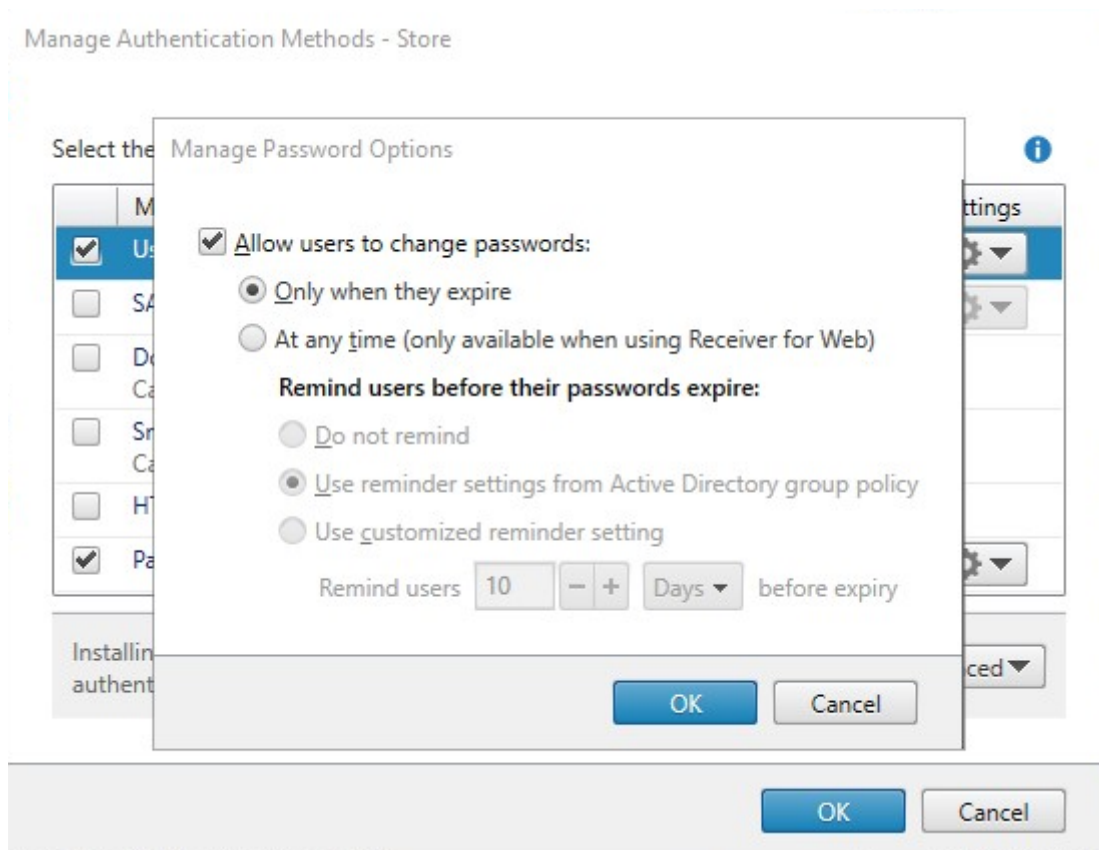 Manage Authentication Methods - Store
Select the
Manage Password Options
M
ttings
Allow users to change passwords:
Us
Only when they expire
SA
At any time (only available when using Receiver for Web)
Do
Ca
Remind users before their passwords expire:
Do not remind
Sr
Ca
Use reminder settings from Active Directory group policy
HT
Use customized reminder setting
Pa
Remind users 10 - + Days before expiry
Installin
authent
ced
OK Cancel
OK Cancel